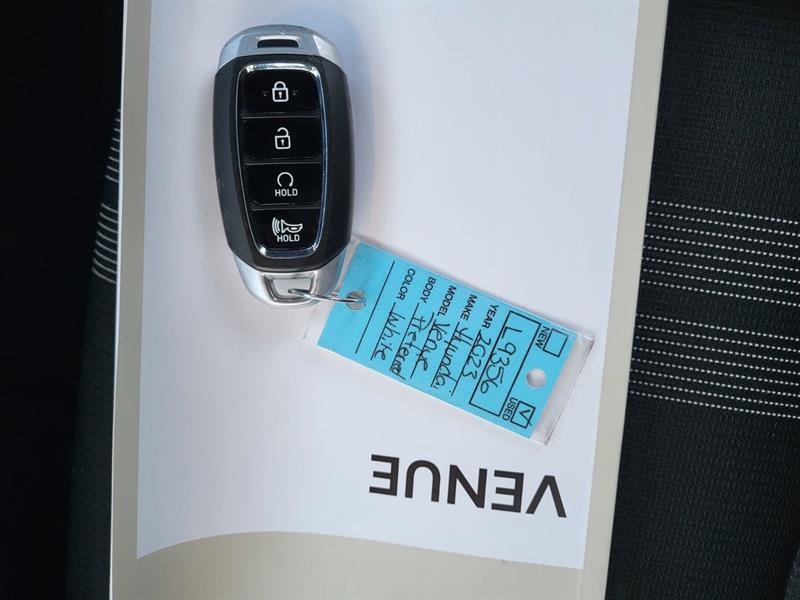 HOLD
HOLD
NEW
USED
L9356
YEAR 2023
MAKE Hyundai
MODEL Venue
BODY
COLOR White
VENUE